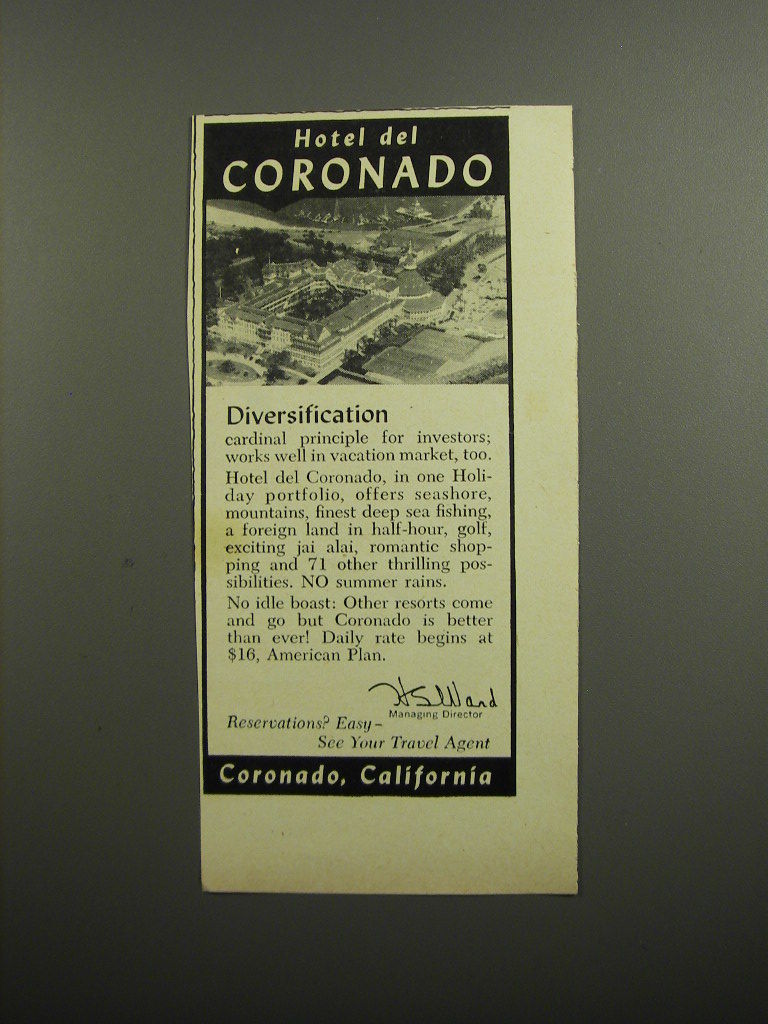 Hotel del
CORONADO
Diversification
cardinal principle for investors;
works well in vacation market, too.
Hotel del Coronado, in one Holi-
day portfolio, offers seashore,
mountains, finest deep sea fishing,
a foreign land in half-hour, golf,
exciting jai alai, romantic shop-
ping and 71 other thrilling pos-
sibilities. NO summer rains.
No idle boast: Other resorts come
and go but Coronado is better
than ever! Daily rate begins at
$16, American Plan.
HSWard
Managing Director
Reservations? Easy–
See Your Travel Agent
Coronado, California